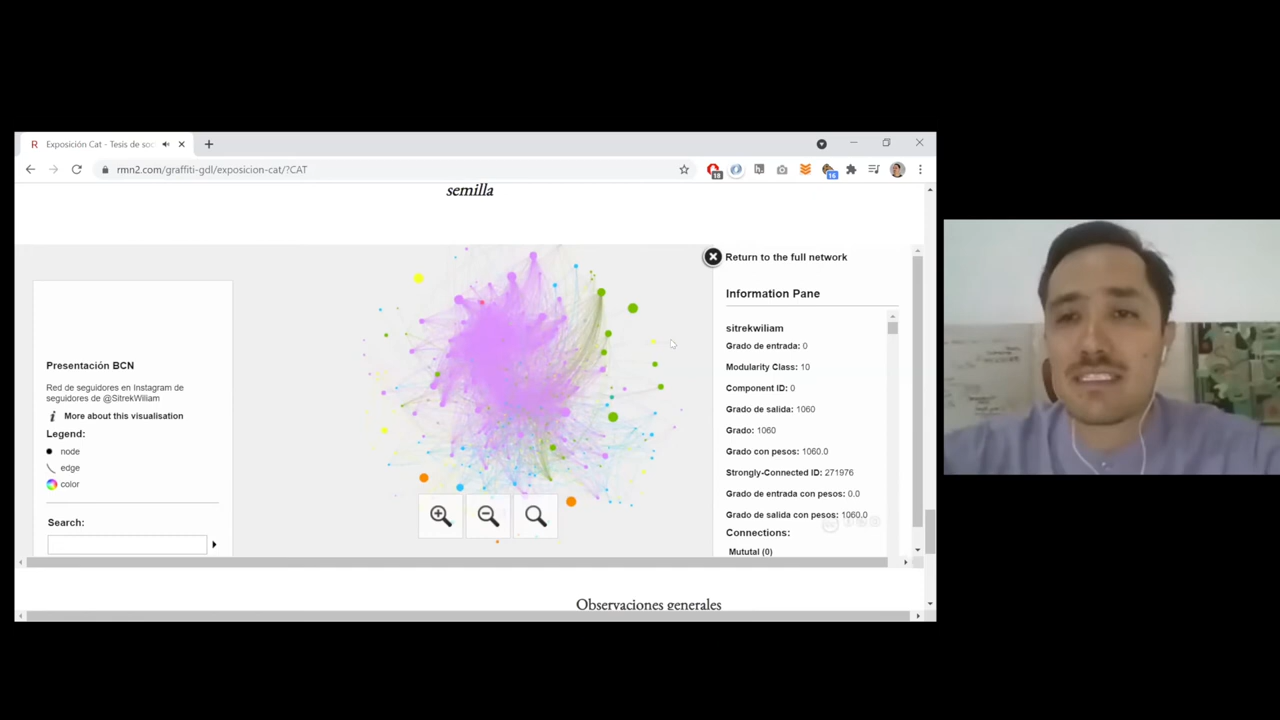 R Exposición Cat - Tesis de soc
rmn2.com/graffiti-gdl/exposicion-cat/?CAT
18
16
semilla
Return to the full network
Information Pane
sitrekwiliam
Grado de entrada: 0
Modularity Class: 10
Component ID: 0
Grado de salida: 1060
Grado: 1060
Grado con pesos: 1060.0
Strongly-Connected ID: 271976
Grado de entrada con pesos: 0.0
Grado de salida con pesos: 1060.0
Connections:
Mututal (0)
Presentación BCN
Red de seguidores en Instagram de
seguidores de @SitrekWiliam
i More about this visualisation
Legend:
node
edge
color
Search:
Observaciones generales